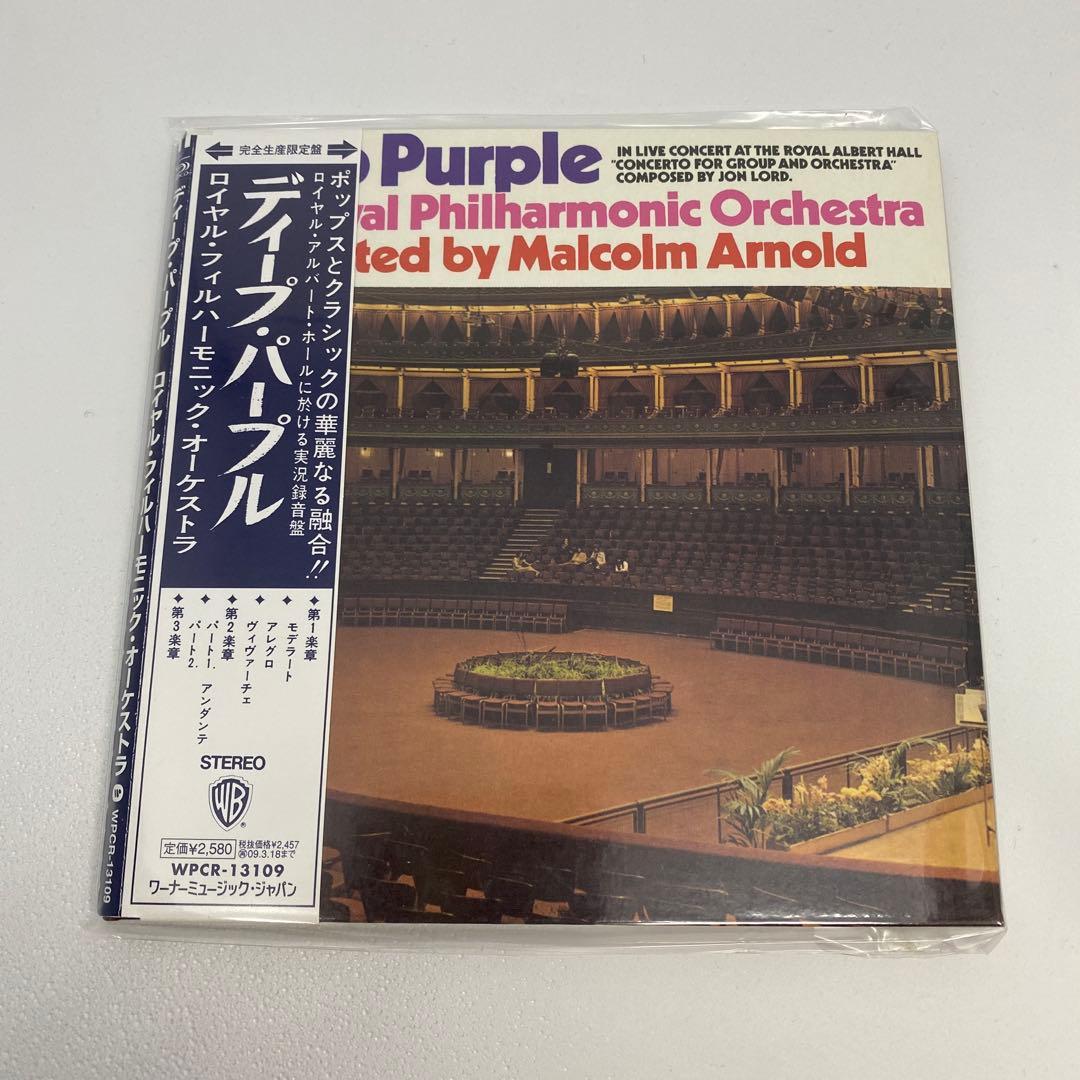 完全生産限定盤
ポップスとクラシックの華麗なる融合!!
ロイヤル・アルバート・ホールに於ける実況録音盤
ディープ・パープル
ロイヤル・フィルハーモニック・オーケストラ
✦第1楽章
✦モデラート
アレグロ
✦ヴィヴァーチェ
✦第2楽章
✦パート1. アンダンテ
パート2.
✦第3楽章
STEREO
WB
定価¥2,580
税抜価格¥2,457
09.3.18まで
WPCR-13109
ワーナーミュージック・ジャパン
ディープ・パープル ロイヤル・フィルハーモニック・オーケストラ
WPCR-13109
Purple
IN LIVE CONCERT AT THE ROYAL ALBERT HALL
"CONCERTO FOR GROUP AND ORCHESTRA"
COMPOSED BY JON LORD.
yal Philharmonic Orchestra
ted by Malcolm Arnold